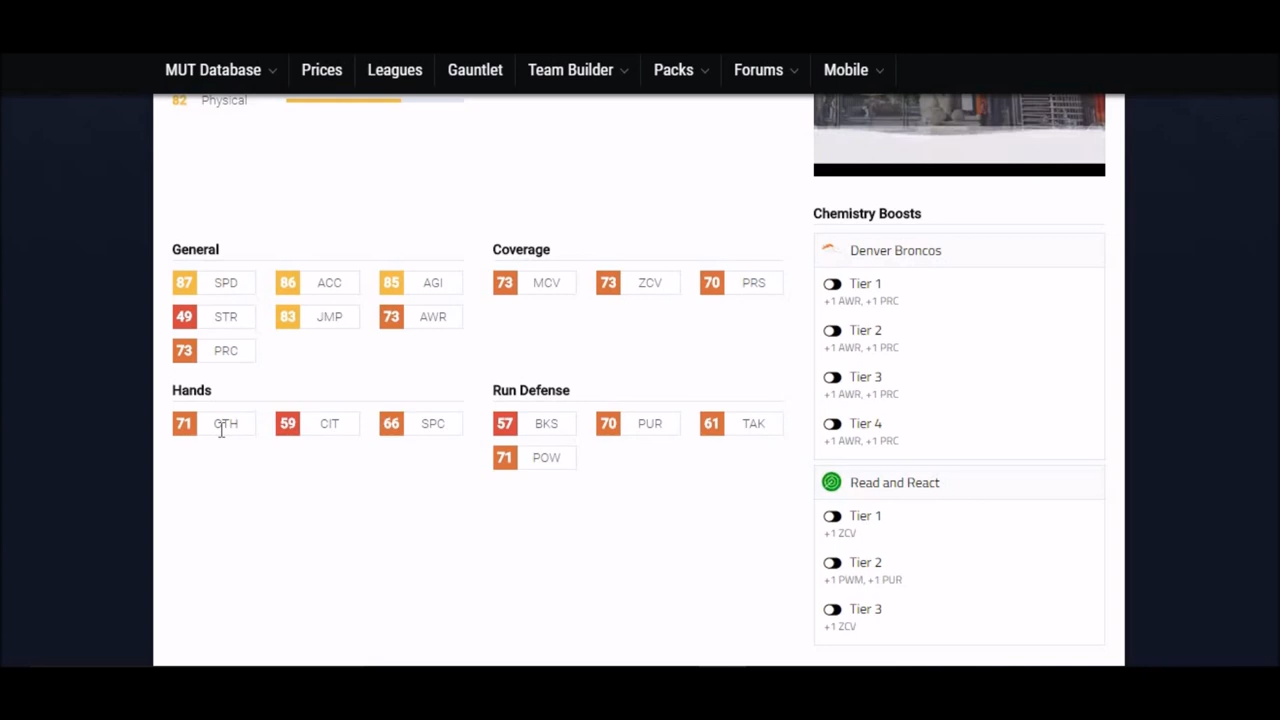 MUT Database Prices Leagues Gauntlet Team Builder Packs Forums Mobile
82 Physical
Chemistry Boosts
General
87 SPD 86 ACC 85 AGI
49 STR 83 JMP 73 AWR
73 PRC
Coverage
73 MCV 73 ZCV 70 PRS
Hands
71 CTH 59 CIT 66 SPC
Run Defense
57 BKS 70 PUR 61 TAK
71 POW
Denver Broncos
Tier 1
+1 AWR, +1 PRC
Tier 2
+1 AWR, +1 PRC
Tier 3
+1 AWR, +1 PRC
Tier 4
+1 AWR, +1 PRC
Read and React
Tier 1
+1 ZCV
Tier 2
+1 PWM, +1 PUR
Tier 3
+1 ZCV